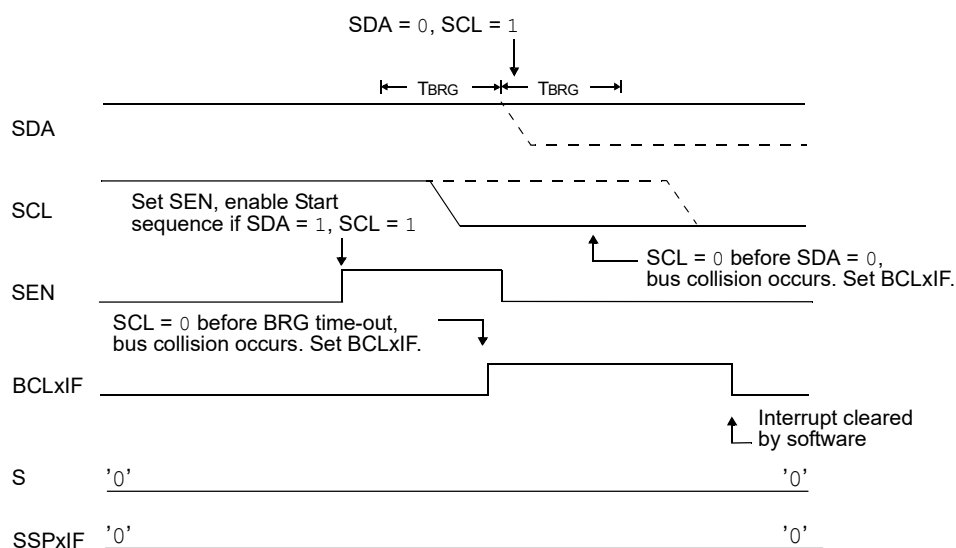 SDA = 0, SCL = 1
TBRG TBRG
SDA
SCL
Set SEN, enable Start
sequence if SDA = 1, SCL = 1
SCL = 0 before SDA = 0,
bus collision occurs. Set BCLxIF.
SEN
SCL = 0 before BRG time-out,
bus collision occurs. Set BCLxIF.
BCLxIF
Interrupt cleared
by software
S '0' '0'
SSPxIF '0' '0'